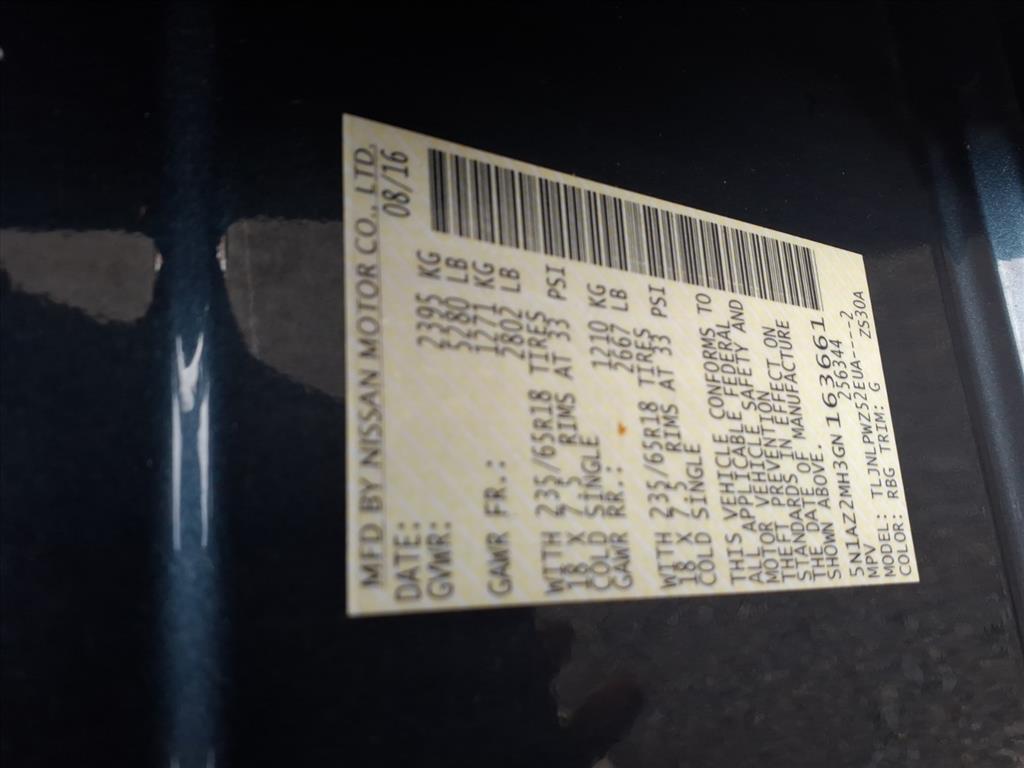 MFD BY NISSAN MOTOR CO., LTD.
DATE: 08/16
GVWR: 2395 KG
5280 LB
GAWR FR.: 1271 KG
2802 LB
WITH 235/65R18 TIRES
18 X 7.5 RIMS AT 33 PSI
COLD SINGLE
GAWR RR.: 1210 KG
2667 LB
WITH 235/65R18 TIRES
18 X 7.5 RIMS AT 33 PSI
COLD SINGLE
THIS VEHICLE CONFORMS TO
ALL APPLICABLE FEDERAL
MOTOR VEHICLE SAFETY AND
THEFT PREVENTION
STANDARDS IN EFFECT ON
THE DATE OF MANUFACTURE
SHOWN ABOVE.
5N1AZ2MH3GN163661
MPV 256344
MODEL: TLJNLPWZ52EUA----2
COLOR: RBG TRIM: G ZS30A